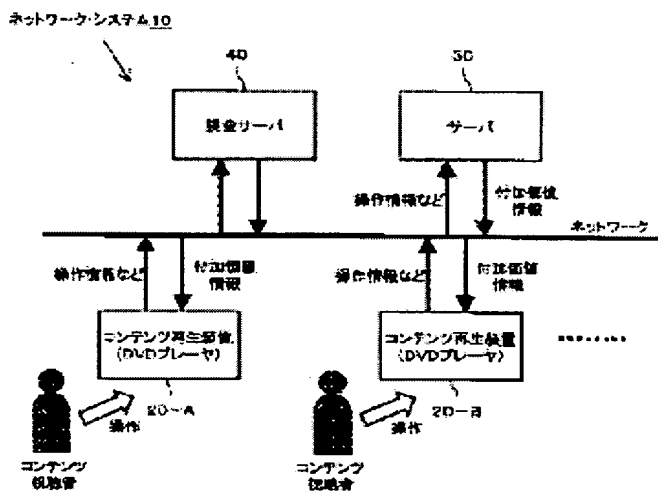 ネットワーク・システム10
40
30
課金サーバ
サーバ
操作情報など
付加価値
情報
ネットワーク
操作情報など
付加価値
情報
操作情報など
付加価値
情報
コンテンツ再生装置
(DVDプレーヤ)
コンテンツ再生装置
(DVDプレーヤ)
………
20-A
操作
20-B
操作
コンテンツ
視聴者
コンテンツ
視聴者